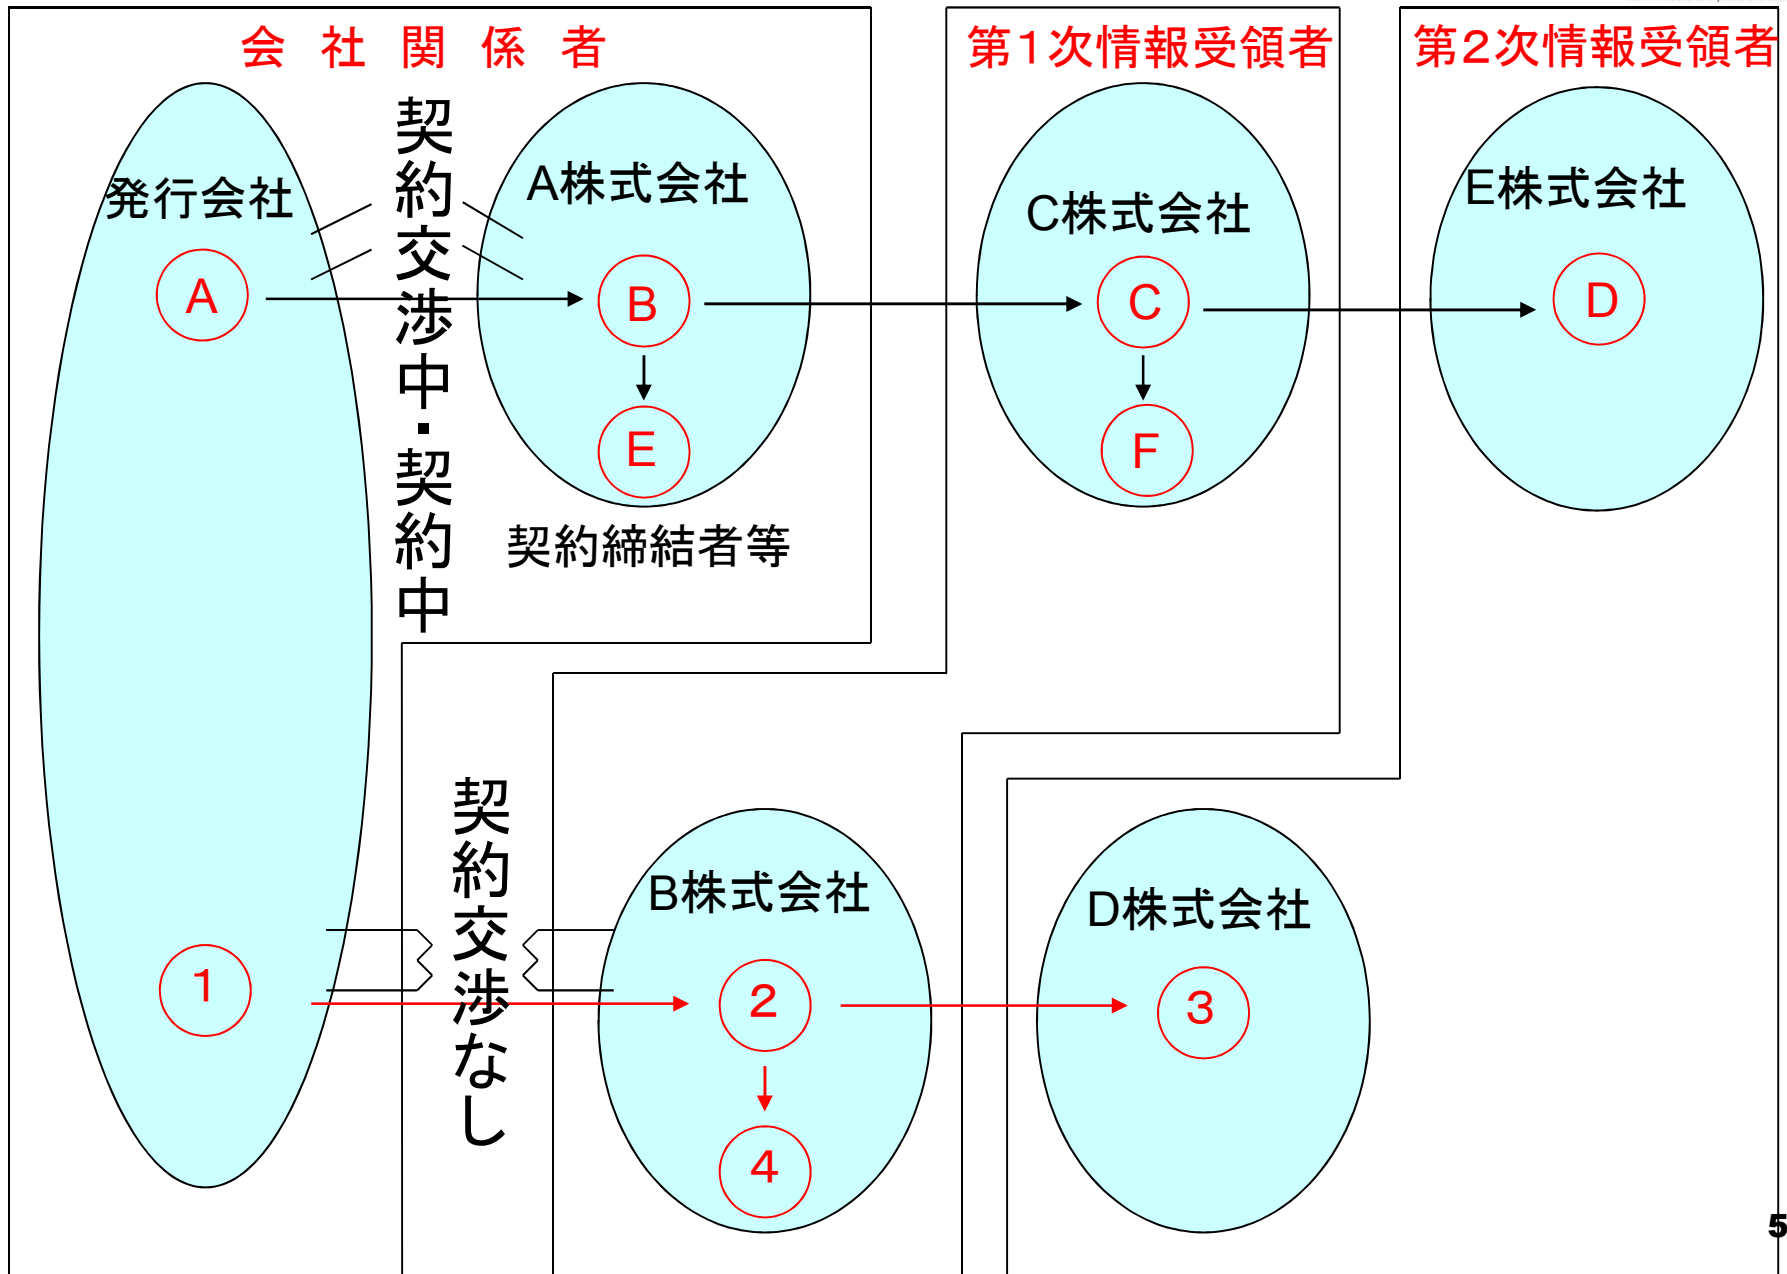 会社関係者
第１次情報受領者
第２次情報受領者
発行会社
契約交渉中・契約中
A株式会社
C株式会社
E株式会社
A
B
C
D
E
F
契約締結者等
契約交渉なし
B株式会社
D株式会社
1
2
3
4
5